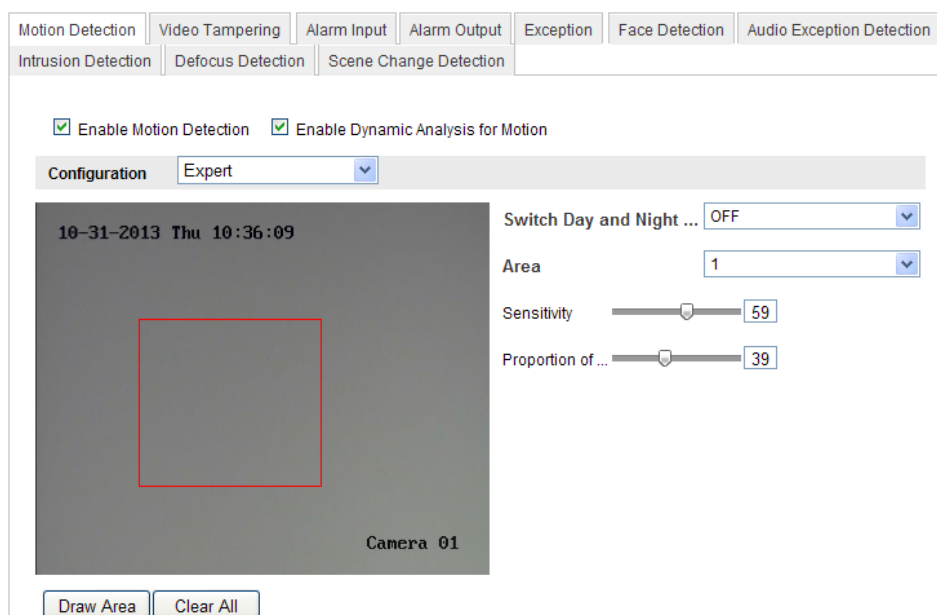 Motion Detection Video Tampering Alarm Input Alarm Output Exception Face Detection Audio Exception Detection
Intrusion Detection Defocus Detection Scene Change Detection
Enable Motion Detection Enable Dynamic Analysis for Motion
Configuration Expert
10-31-2013 Thu 10:36:09
Camera 01
Switch Day and Night ... OFF
Area 1
Sensitivity 59
Proportion of ... 39
Draw Area Clear All